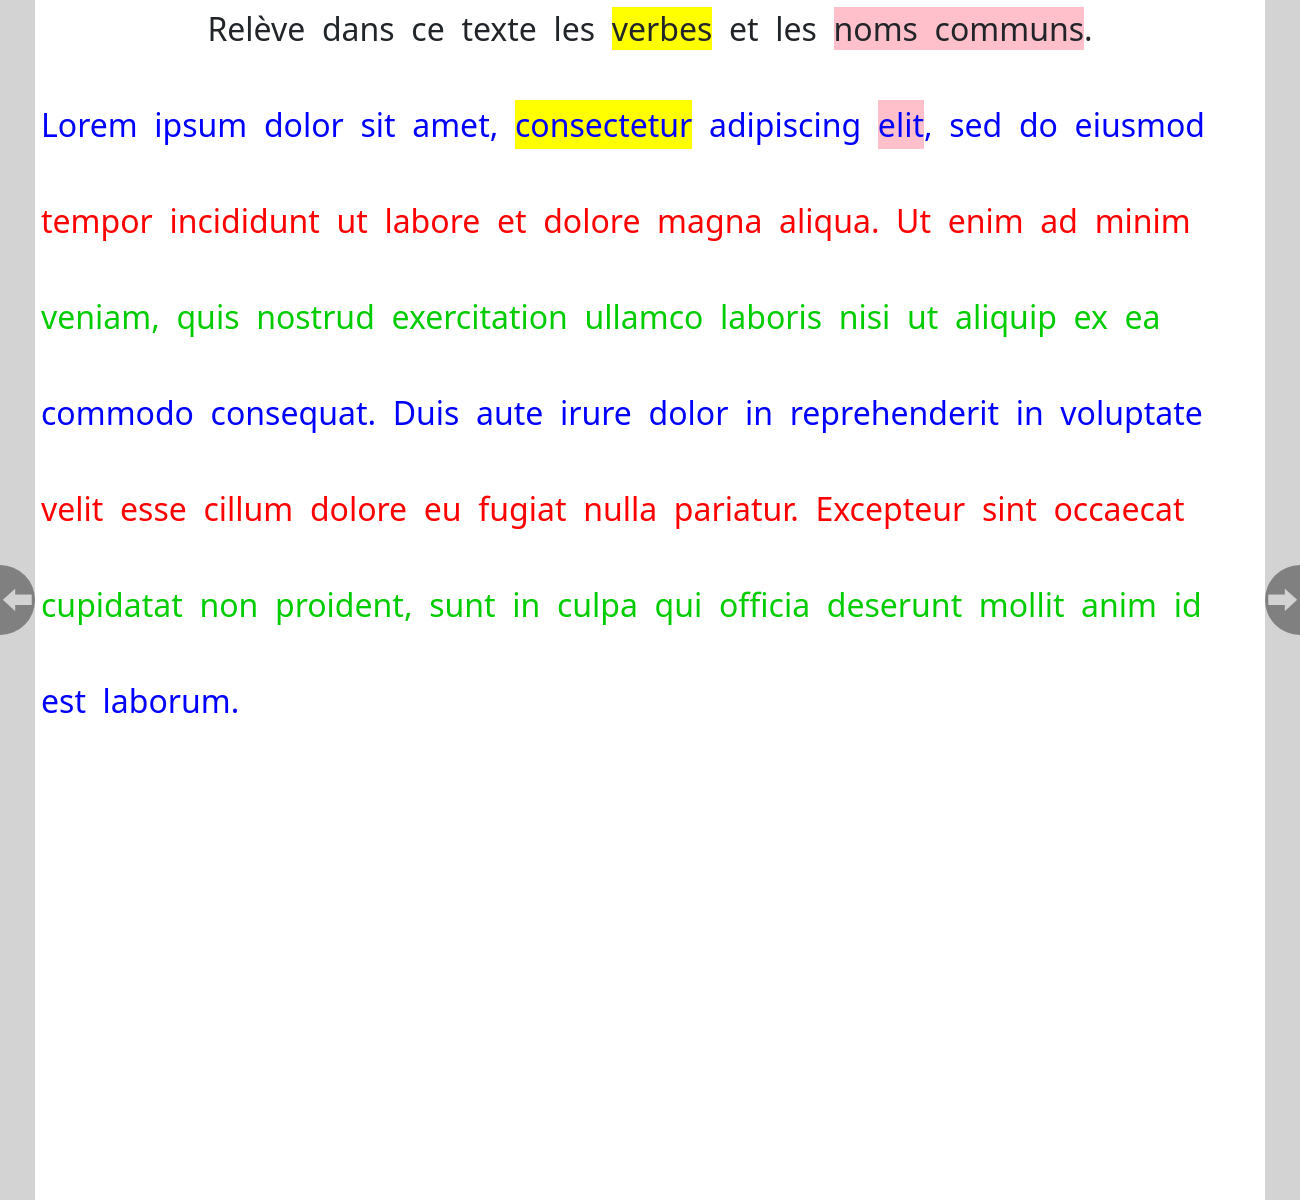 Relève dans ce texte les verbes et les noms communs.
Lorem ipsum dolor sit amet, consectetur adipiscing elit, sed do eiusmod
tempor incididunt ut labore et dolore magna aliqua. Ut enim ad minim
veniam, quis nostrud exercitation ullamco laboris nisi ut aliquip ex ea
commodo consequat. Duis aute irure dolor in reprehenderit in voluptate
velit esse cillum dolore eu fugiat nulla pariatur. Excepteur sint occaecat
cupidatat non proident, sunt in culpa qui officia deserunt mollit anim id
est laborum.